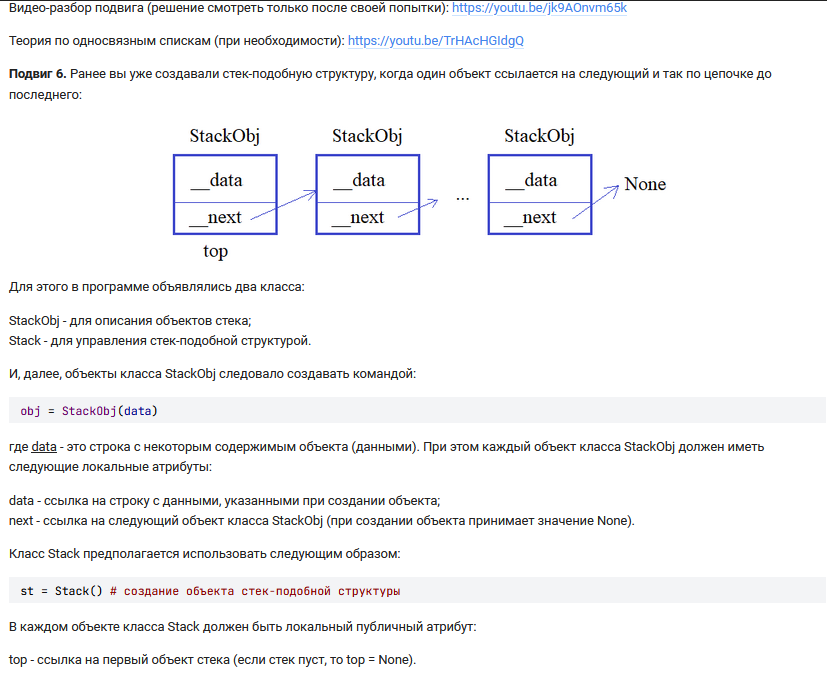 Видео-разбор подвига (решение смотреть только после своей попытки): https://youtu.be/jk9AOnvm65k
Теория по односвязным спискам (при необходимости): https://youtu.be/TrHAcHGIdgQ
Подвиг 6. Ранее вы уже создавали стек-подобную структуру, когда один объект ссылается на следующий и так по цепочке до
последнего:
StackObj StackObj StackObj
__data __data __data None
__next __next ... __next
top
Для этого в программе объявлялись два класса:
StackObj - для описания объектов стека;
Stack - для управления стек-подобной структурой.
И, далее, объекты класса StackObj следовало создавать командой:
obj = StackObj(data)
где data - это строка с некоторым содержимым объекта (данными). При этом каждый объект класса StackObj должен иметь
следующие локальные атрибуты:
data - ссылка на строку с данными, указанными при создании объекта;
next - ссылка на следующий объект класса StackObj (при создании объекта принимает значение None).
Класс Stack предполагается использовать следующим образом:
st = Stack() # создание объекта стек-подобной структуры
В каждом объекте класса Stack должен быть локальный публичный атрибут:
top - ссылка на первый объект стека (если стек пуст, то top = None).